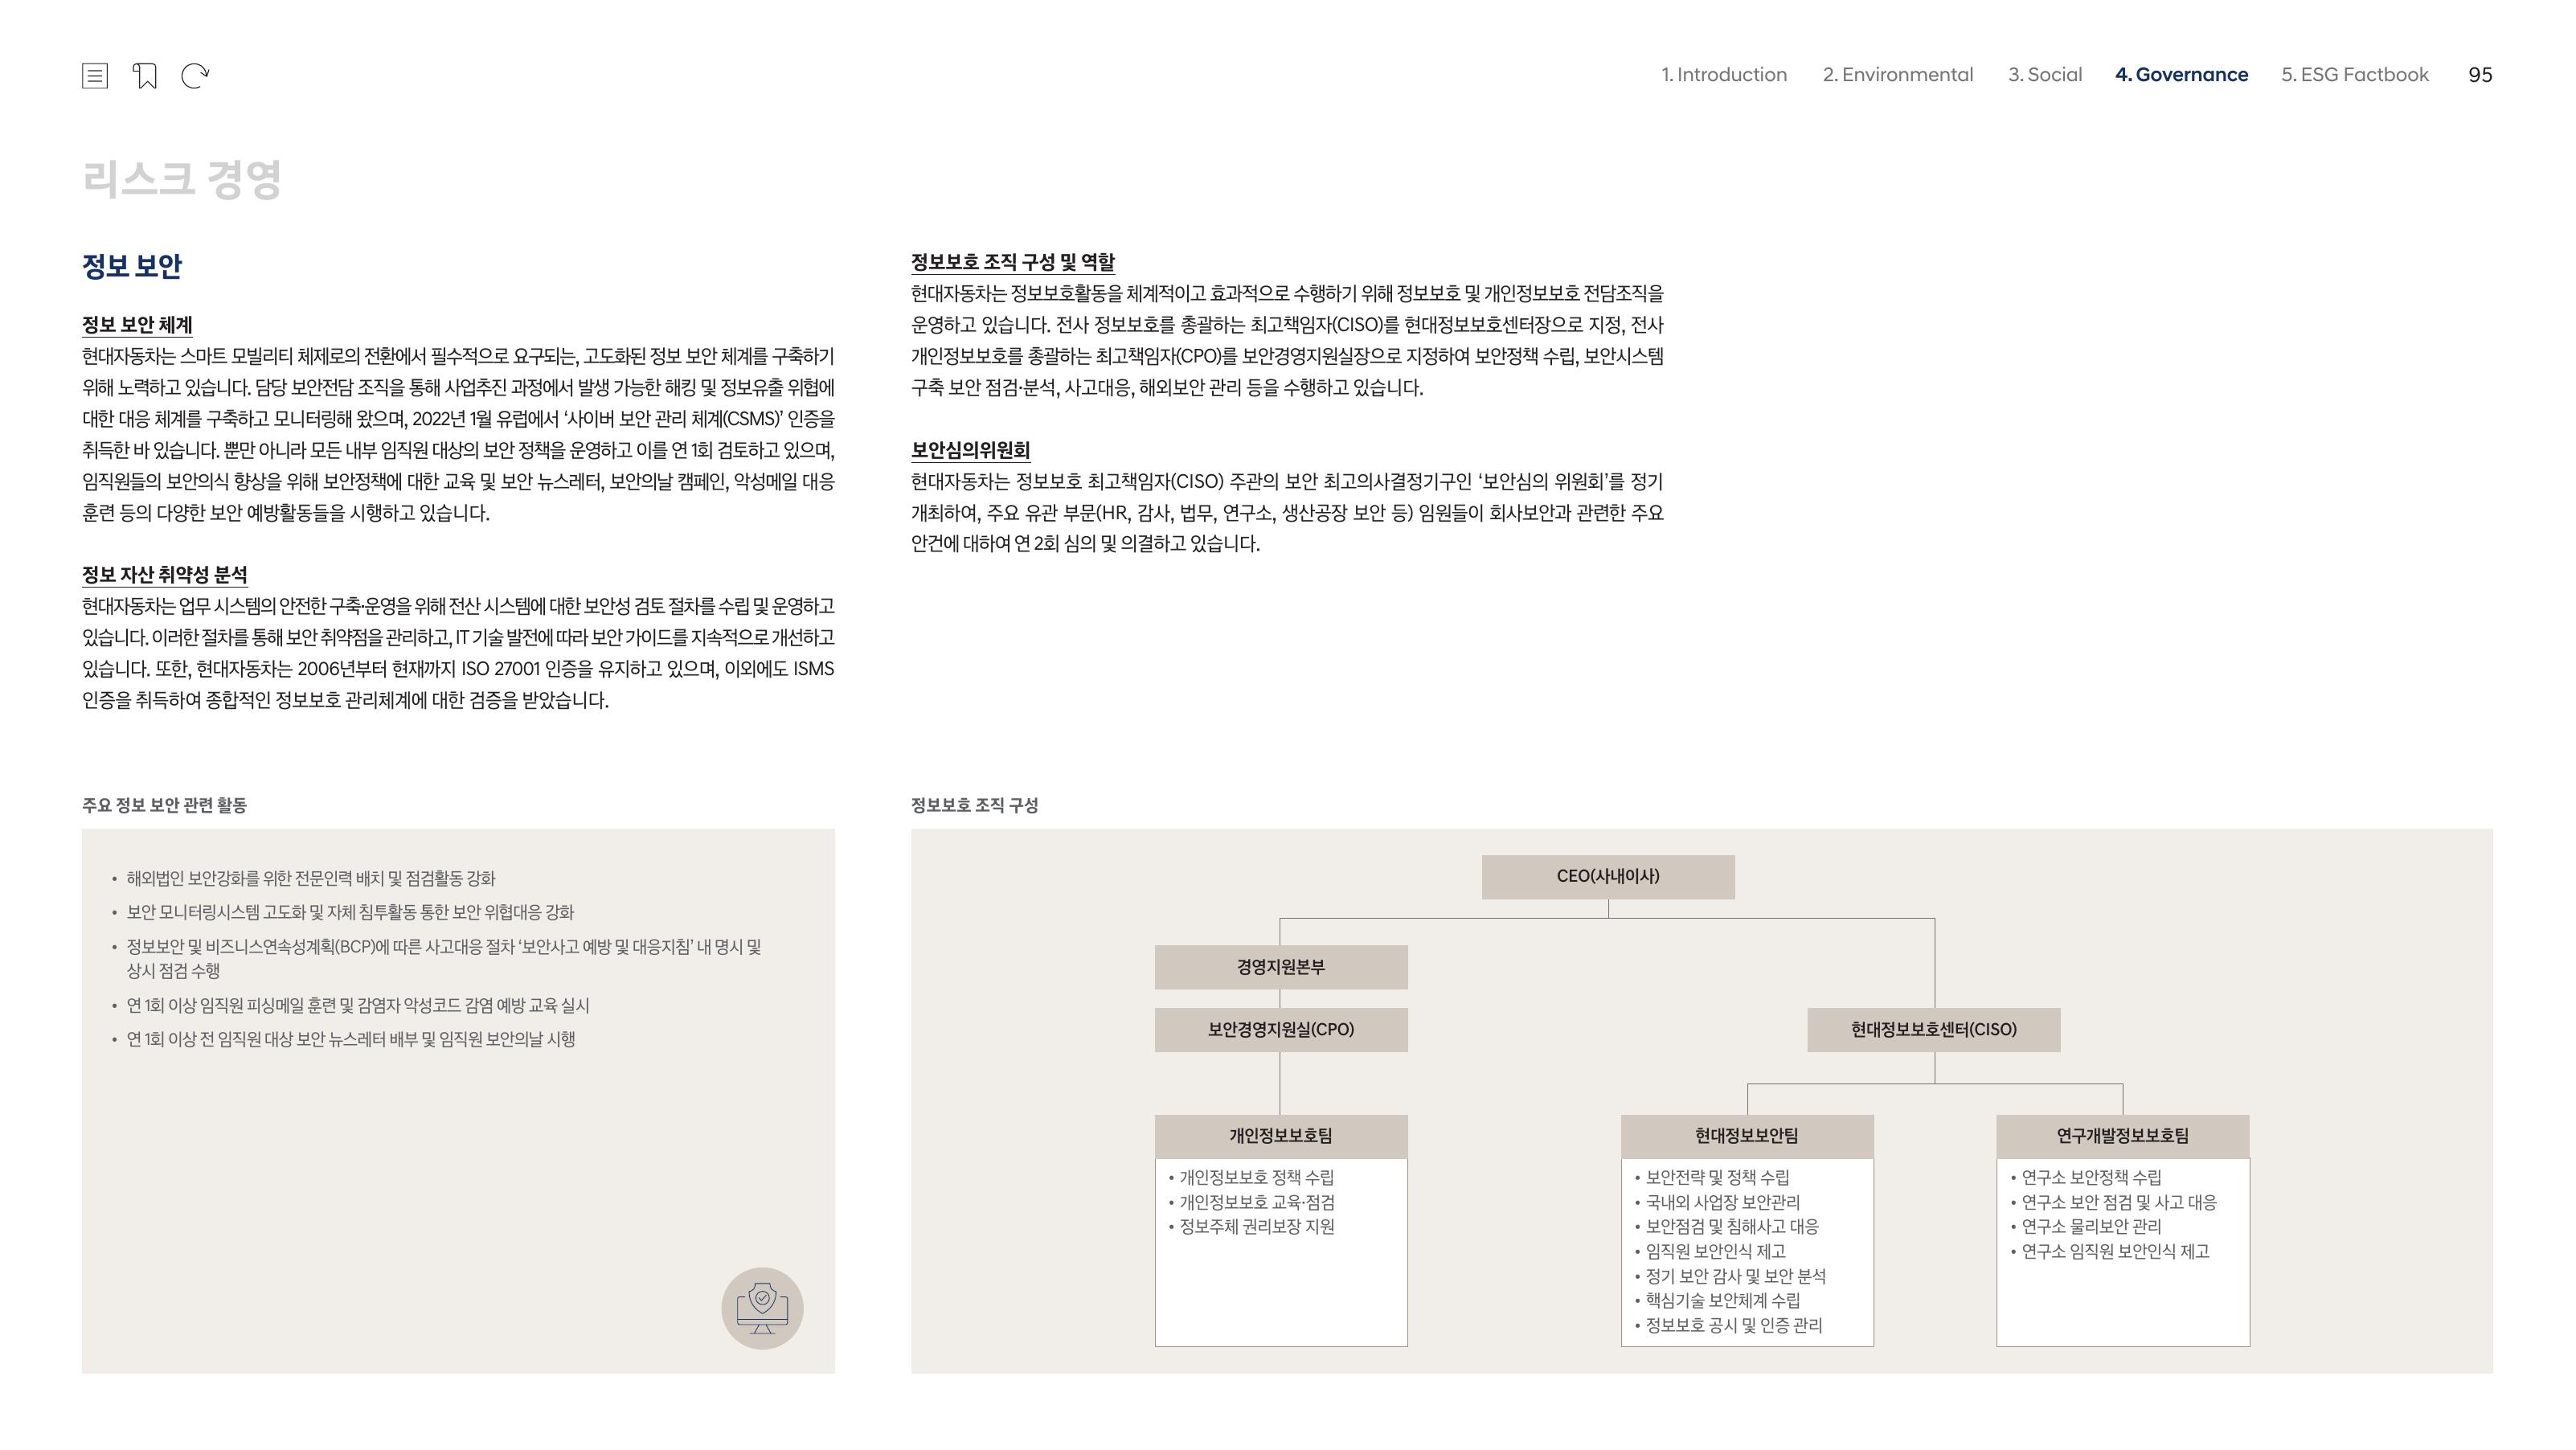 1. Introduction 2. Environmental 3. Social 4. Governance 5. ESG Factbook 95
리스크 경영
정보 보안
정보 보안 체계
현대자동차는 스마트 모빌리티 체제로의 전환에서 필수적으로 요구되는, 고도화된 정보 보안 체계를 구축하기
위해 노력하고 있습니다. 담당 보안전담 조직을 통해 사업추진 과정에서 발생 가능한 해킹 및 정보유출 위협에
대한 대응 체계를 구축하고 모니터링해 왔으며, 2022년 1월 유럽에서 ‘사이버 보안 관리 체계(CSMS)’ 인증을
취득한 바 있습니다. 뿐만 아니라 모든 내부 임직원 대상의 보안 정책을 운영하고 이를 연 1회 검토하고 있으며,
임직원들의 보안의식 향상을 위해 보안정책에 대한 교육 및 보안 뉴스레터, 보안의날 캠페인, 악성메일 대응
훈련 등의 다양한 보안 예방활동들을 시행하고 있습니다.
정보 자산 취약성 분석
현대자동차는 업무 시스템의 안전한 구축·운영을 위해 전산 시스템에 대한 보안성 검토 절차를 수립 및 운영하고
있습니다. 이러한 절차를 통해 보안 취약점을 관리하고, IT 기술 발전에 따라 보안 가이드를 지속적으로 개선하고
있습니다. 또한, 현대자동차는 2006년부터 현재까지 ISO 27001 인증을 유지하고 있으며, 이외에도 ISMS
인증을 취득하여 종합적인 정보보호 관리체계에 대한 검증을 받았습니다.
정보보호 조직 구성 및 역할
현대자동차는 정보보호활동을 체계적이고 효과적으로 수행하기 위해 정보보호 및 개인정보보호 전담조직을
운영하고 있습니다. 전사 정보보호를 총괄하는 최고책임자(CISO)를 현대정보보호센터장으로 지정, 전사
개인정보보호를 총괄하는 최고책임자(CPO)를 보안경영지원실장으로 지정하여 보안정책 수립, 보안시스템
구축 보안 점검·분석, 사고대응, 해외보안 관리 등을 수행하고 있습니다.
보안심의위원회
현대자동차는 정보보호 최고책임자(CISO) 주관의 보안 최고의사결정기구인 ‘보안심의 위원회’를 정기
개최하여, 주요 유관 부문(HR, 감사, 법무, 연구소, 생산공장 보안 등) 임원들이 회사보안과 관련한 주요
안건에 대하여 연 2회 심의 및 의결하고 있습니다.
주요 정보 보안 관련 활동
• 해외법인 보안강화를 위한 전문인력 배치 및 점검활동 강화
• 보안 모니터링시스템 고도화 및 자체 침투활동 통한 보안 위협대응 강화
• 정보보안 및 비즈니스연속성계획(BCP)에 따른 사고대응 절차 ‘보안사고 예방 및 대응지침’ 내 명시 및
상시 점검 수행
• 연 1회 이상 임직원 피싱메일 훈련 및 감염자 악성코드 감염 예방 교육 실시
• 연 1회 이상 전 임직원 대상 보안 뉴스레터 배부 및 임직원 보안의날 시행
정보보호 조직 구성
CEO(사내이사)
경영지원본부
보안경영지원실(CPO)
현대정보보호센터(CISO)
개인정보보호팀
• 개인정보보호 정책 수립
• 개인정보보호 교육·점검
• 정보주체 권리보장 지원
현대정보보안팀
• 보안전략 및 정책 수립
• 국내외 사업장 보안관리
• 보안점검 및 침해사고 대응
• 임직원 보안인식 제고
• 정기 보안 감사 및 보안 분석
• 핵심기술 보안체계 수립
• 정보보호 공시 및 인증 관리
연구개발정보보호팀
• 연구소 보안정책 수립
• 연구소 보안 점검 및 사고 대응
• 연구소 물리보안 관리
• 연구소 임직원 보안인식 제고